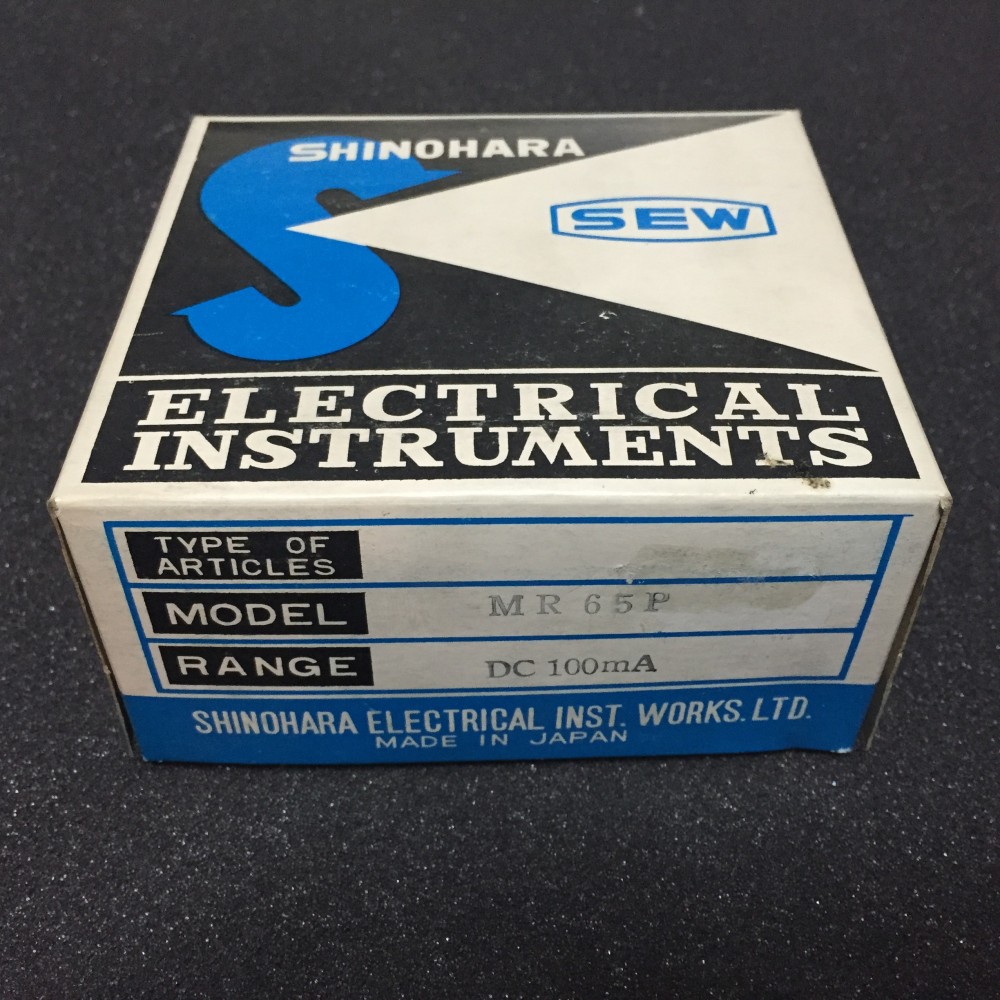 SHINOHARA
SEW
ELECTRICAL
INSTRUMENTS
TYPE OF
ARTICLES
MODEL MR 65P
RANGE DC 100mA
SHINOHARA ELECTRICAL INST. WORKS. LTD.
MADE IN JAPAN